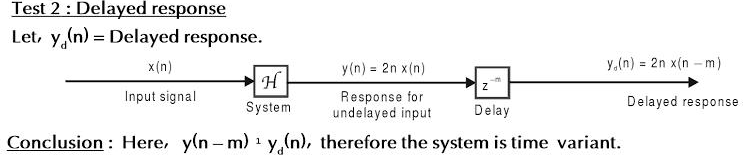 Test 2 : Delayed response
Let, y_d(n) = Delayed response.
x(n)
Input signal
H
System
y(n) = 2n x(n)
Response for
undelayed input
z^–m
Delay
y_d(n) = 2n x(n – m)
Delayed response
Conclusion : Here, y(n – m) ¹ y_d(n), therefore the system is time variant.